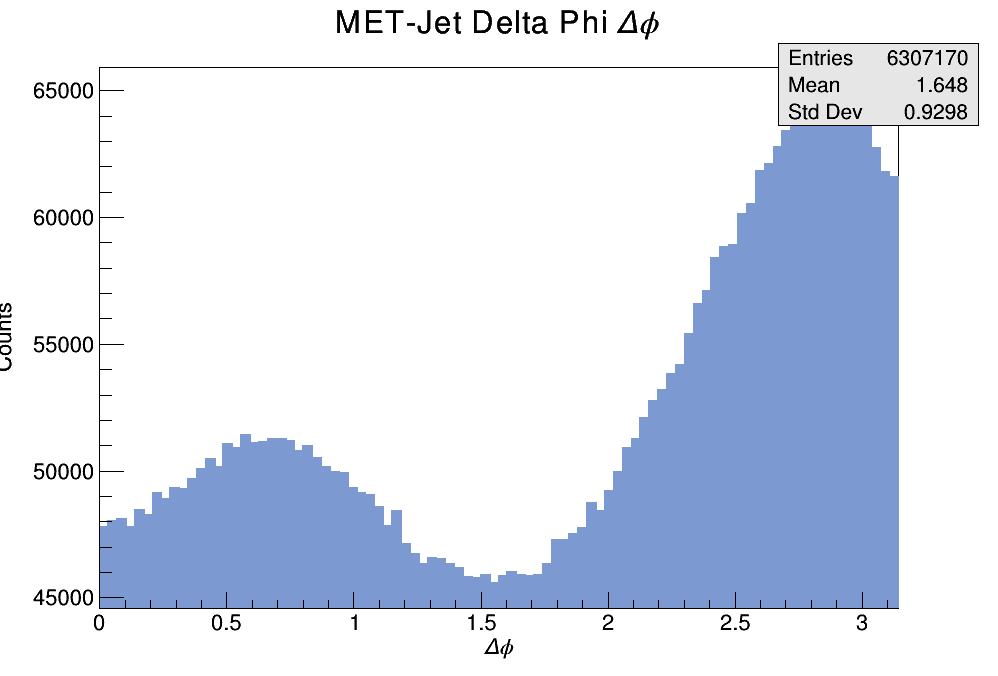 MET-Jet Delta Phi Δϕ
Entries 6307170
Mean 1.648
Std Dev 0.9298
65000
60000
55000
50000
45000
Counts
0 0.5 1 1.5 2 2.5 3
Δϕ